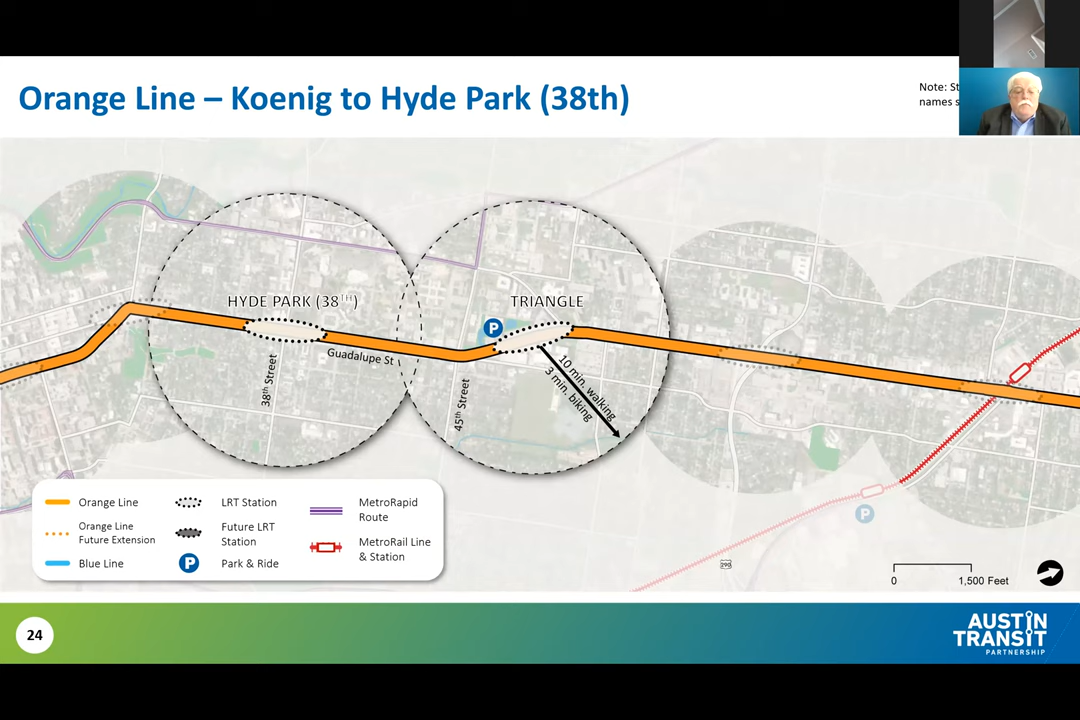 Orange Line – Koenig to Hyde Park (38th)
Note:
names
HYDE PARK (38TH)
TRIANGLE
P
Guadalupe St
38th Street
45th Street
10 min. walking
3 min. biking
P
290
Orange Line
Orange Line
Future Extension
Blue Line
LRT Station
Future LRT
Station
P
Park & Ride
MetroRapid
Route
MetroRail Line
& Station
0
1,500 Feet
24
AUSTIN
TRANSIT
PARTNERSHIP